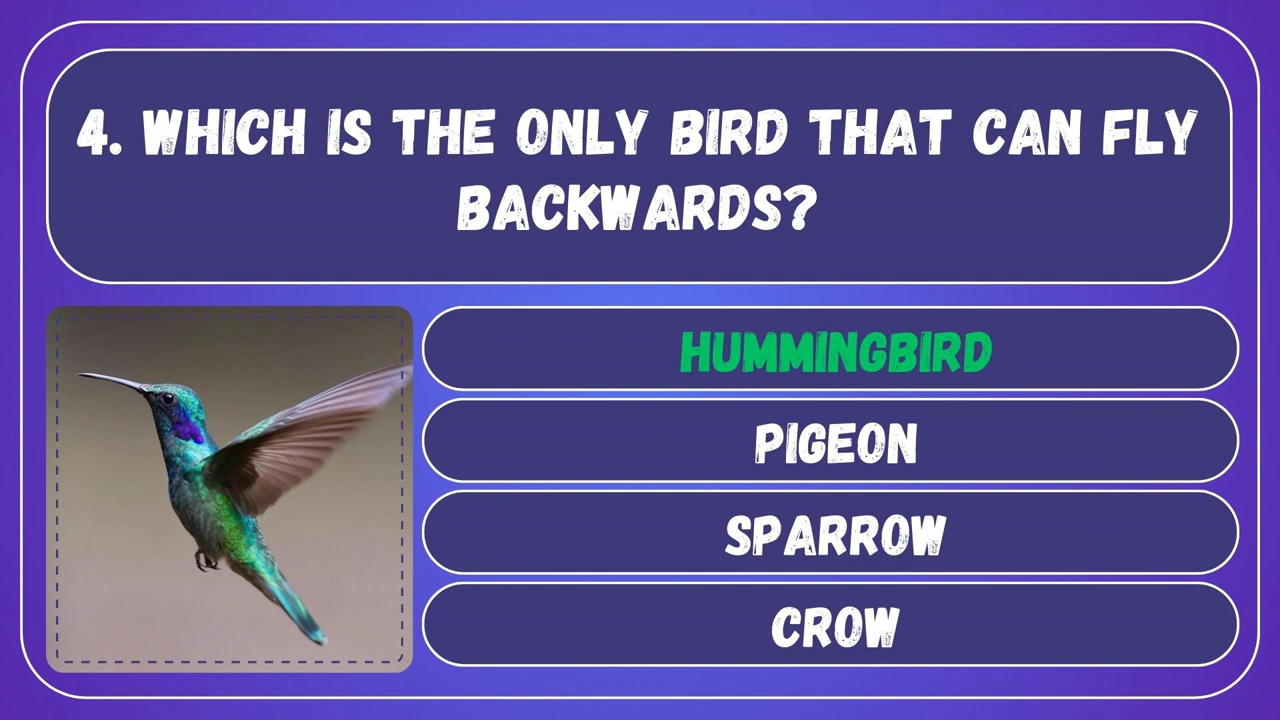 4. WHICH IS THE ONLY BIRD THAT CAN FLY
BACKWARDS?
HUMMINGBIRD
PIGEON
SPARROW
CROW